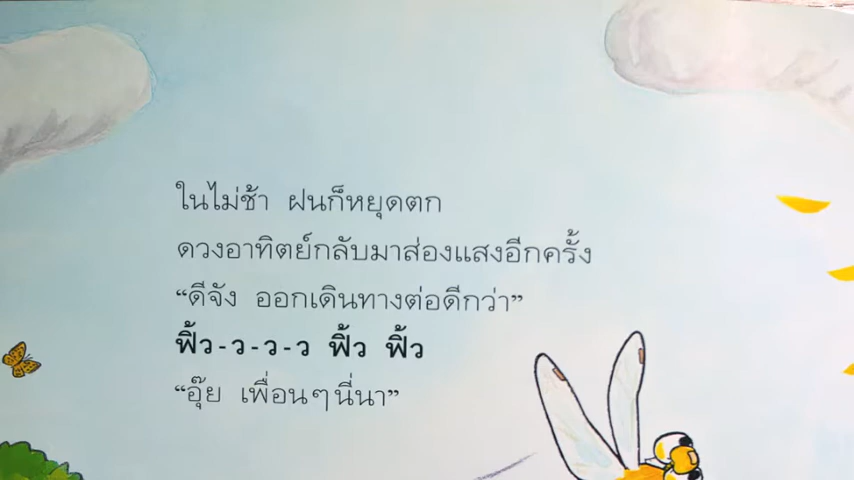 ในไม่ช้า ฝนก็หยุดตก
ดวงอาทิตย์กลับมาส่องแสงอีกครั้ง
“ดีจัง ออกเดินทางต่อดีกว่า”
ฟิ้ว-ว-ว-ว ฟิ้ว ฟิ้ว
“อุ๊ย เพื่อนๆนี่นา”